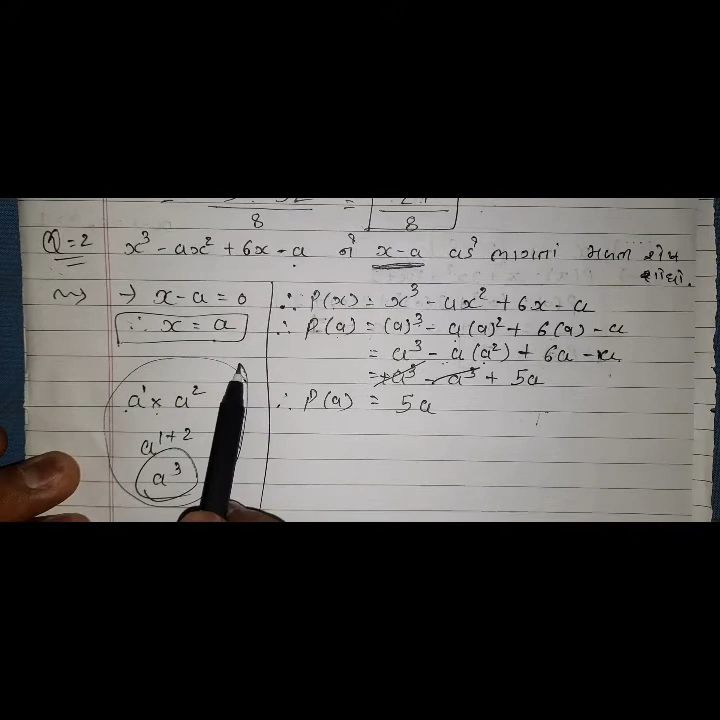 8 = 8
Q=2 x³ - ax² + 6x - a ને x-a વડે ભાગતાં મળતી શેષ
શોધો.
→ x-a = 0
∴ x = a
a¹ x a²
a¹⁺²
a³
∴ P(x) = x³ - ax² + 6x - a
∴ P(a) = (a)³ - a(a)² + 6(a) - a
= a³ - a(a²) + 6a - a
= +a³ - a³ + 5a
∴ P(a) = 5a